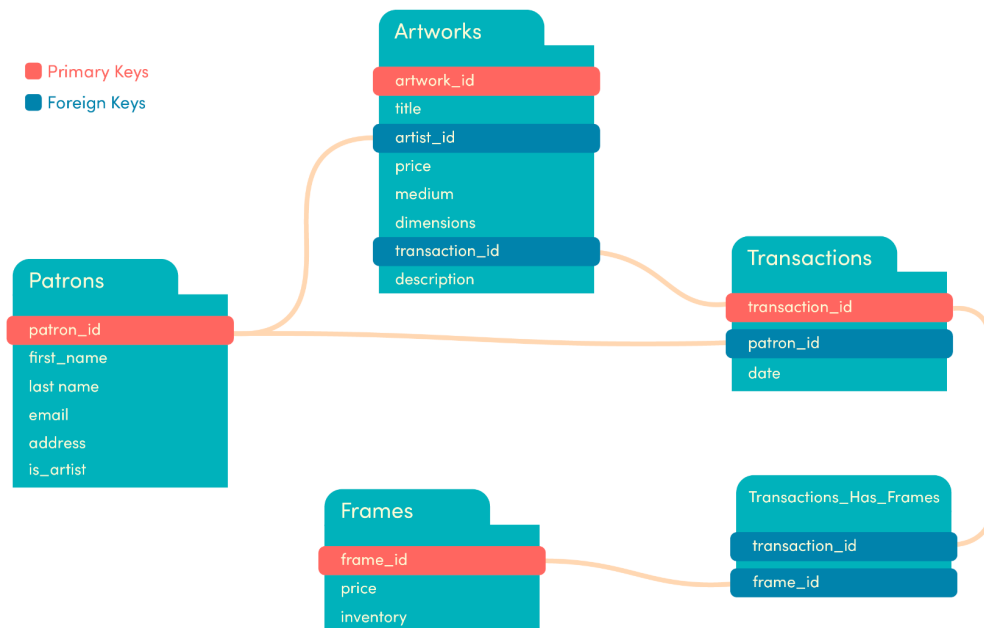 Primary Keys
Foreign Keys
Artworks
artwork_id
title
artist_id
price
medium
dimensions
transaction_id
description
Patrons
patron_id
first_name
last name
email
address
is_artist
Transactions
transaction_id
patron_id
date
Frames
frame_id
price
inventory
Transactions_Has_Frames
transaction_id
frame_id